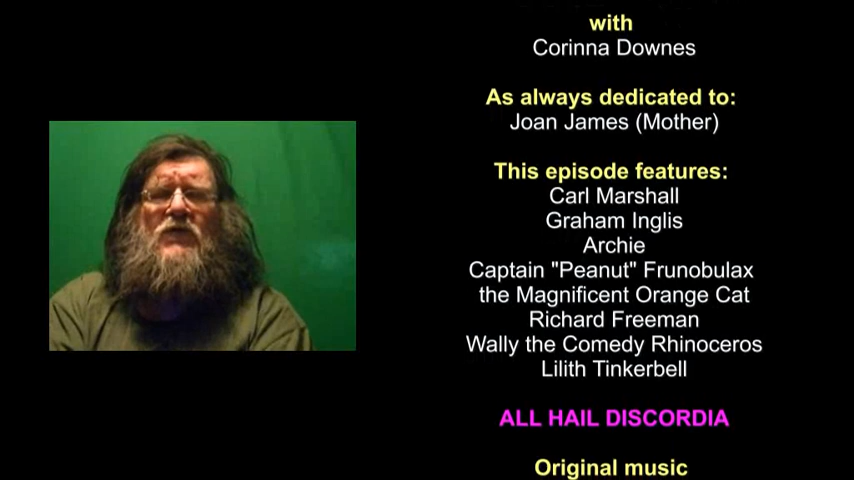 with
Corinna Downes
As always dedicated to:
Joan James (Mother)
This episode features:
Carl Marshall
Graham Inglis
Archie
Captain "Peanut" Frunobulax
the Magnificent Orange Cat
Richard Freeman
Wally the Comedy Rhinoceros
Lilith Tinkerbell
ALL HAIL DISCORDIA
Original music